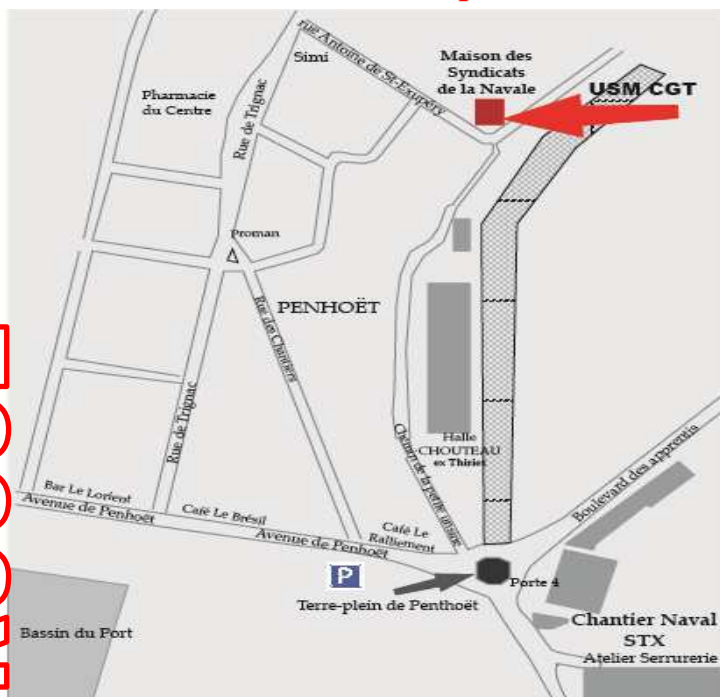 rue Antoine de St-Exupéry
Simi
Maison des
Syndicats
de la Navale
USM CGT
Pharmacie
du Centre
Rue de Trignac
Proman
PENHOËT
Rue des Chantiers
Rue de Trignac
Halle
CHOUTEAU
ex Thiriet
Chemin de la petite usine
Boulevard des apprentis
Bar Le Lorient
Avenue de Penhoët
Café Le Brésil
Avenue de Penhoët
Café Le
Ralliement
P
Porte 4
Terre-plein de Penthoët
Bassin du Port
Chantier Naval
STX
Atelier Serrurerie